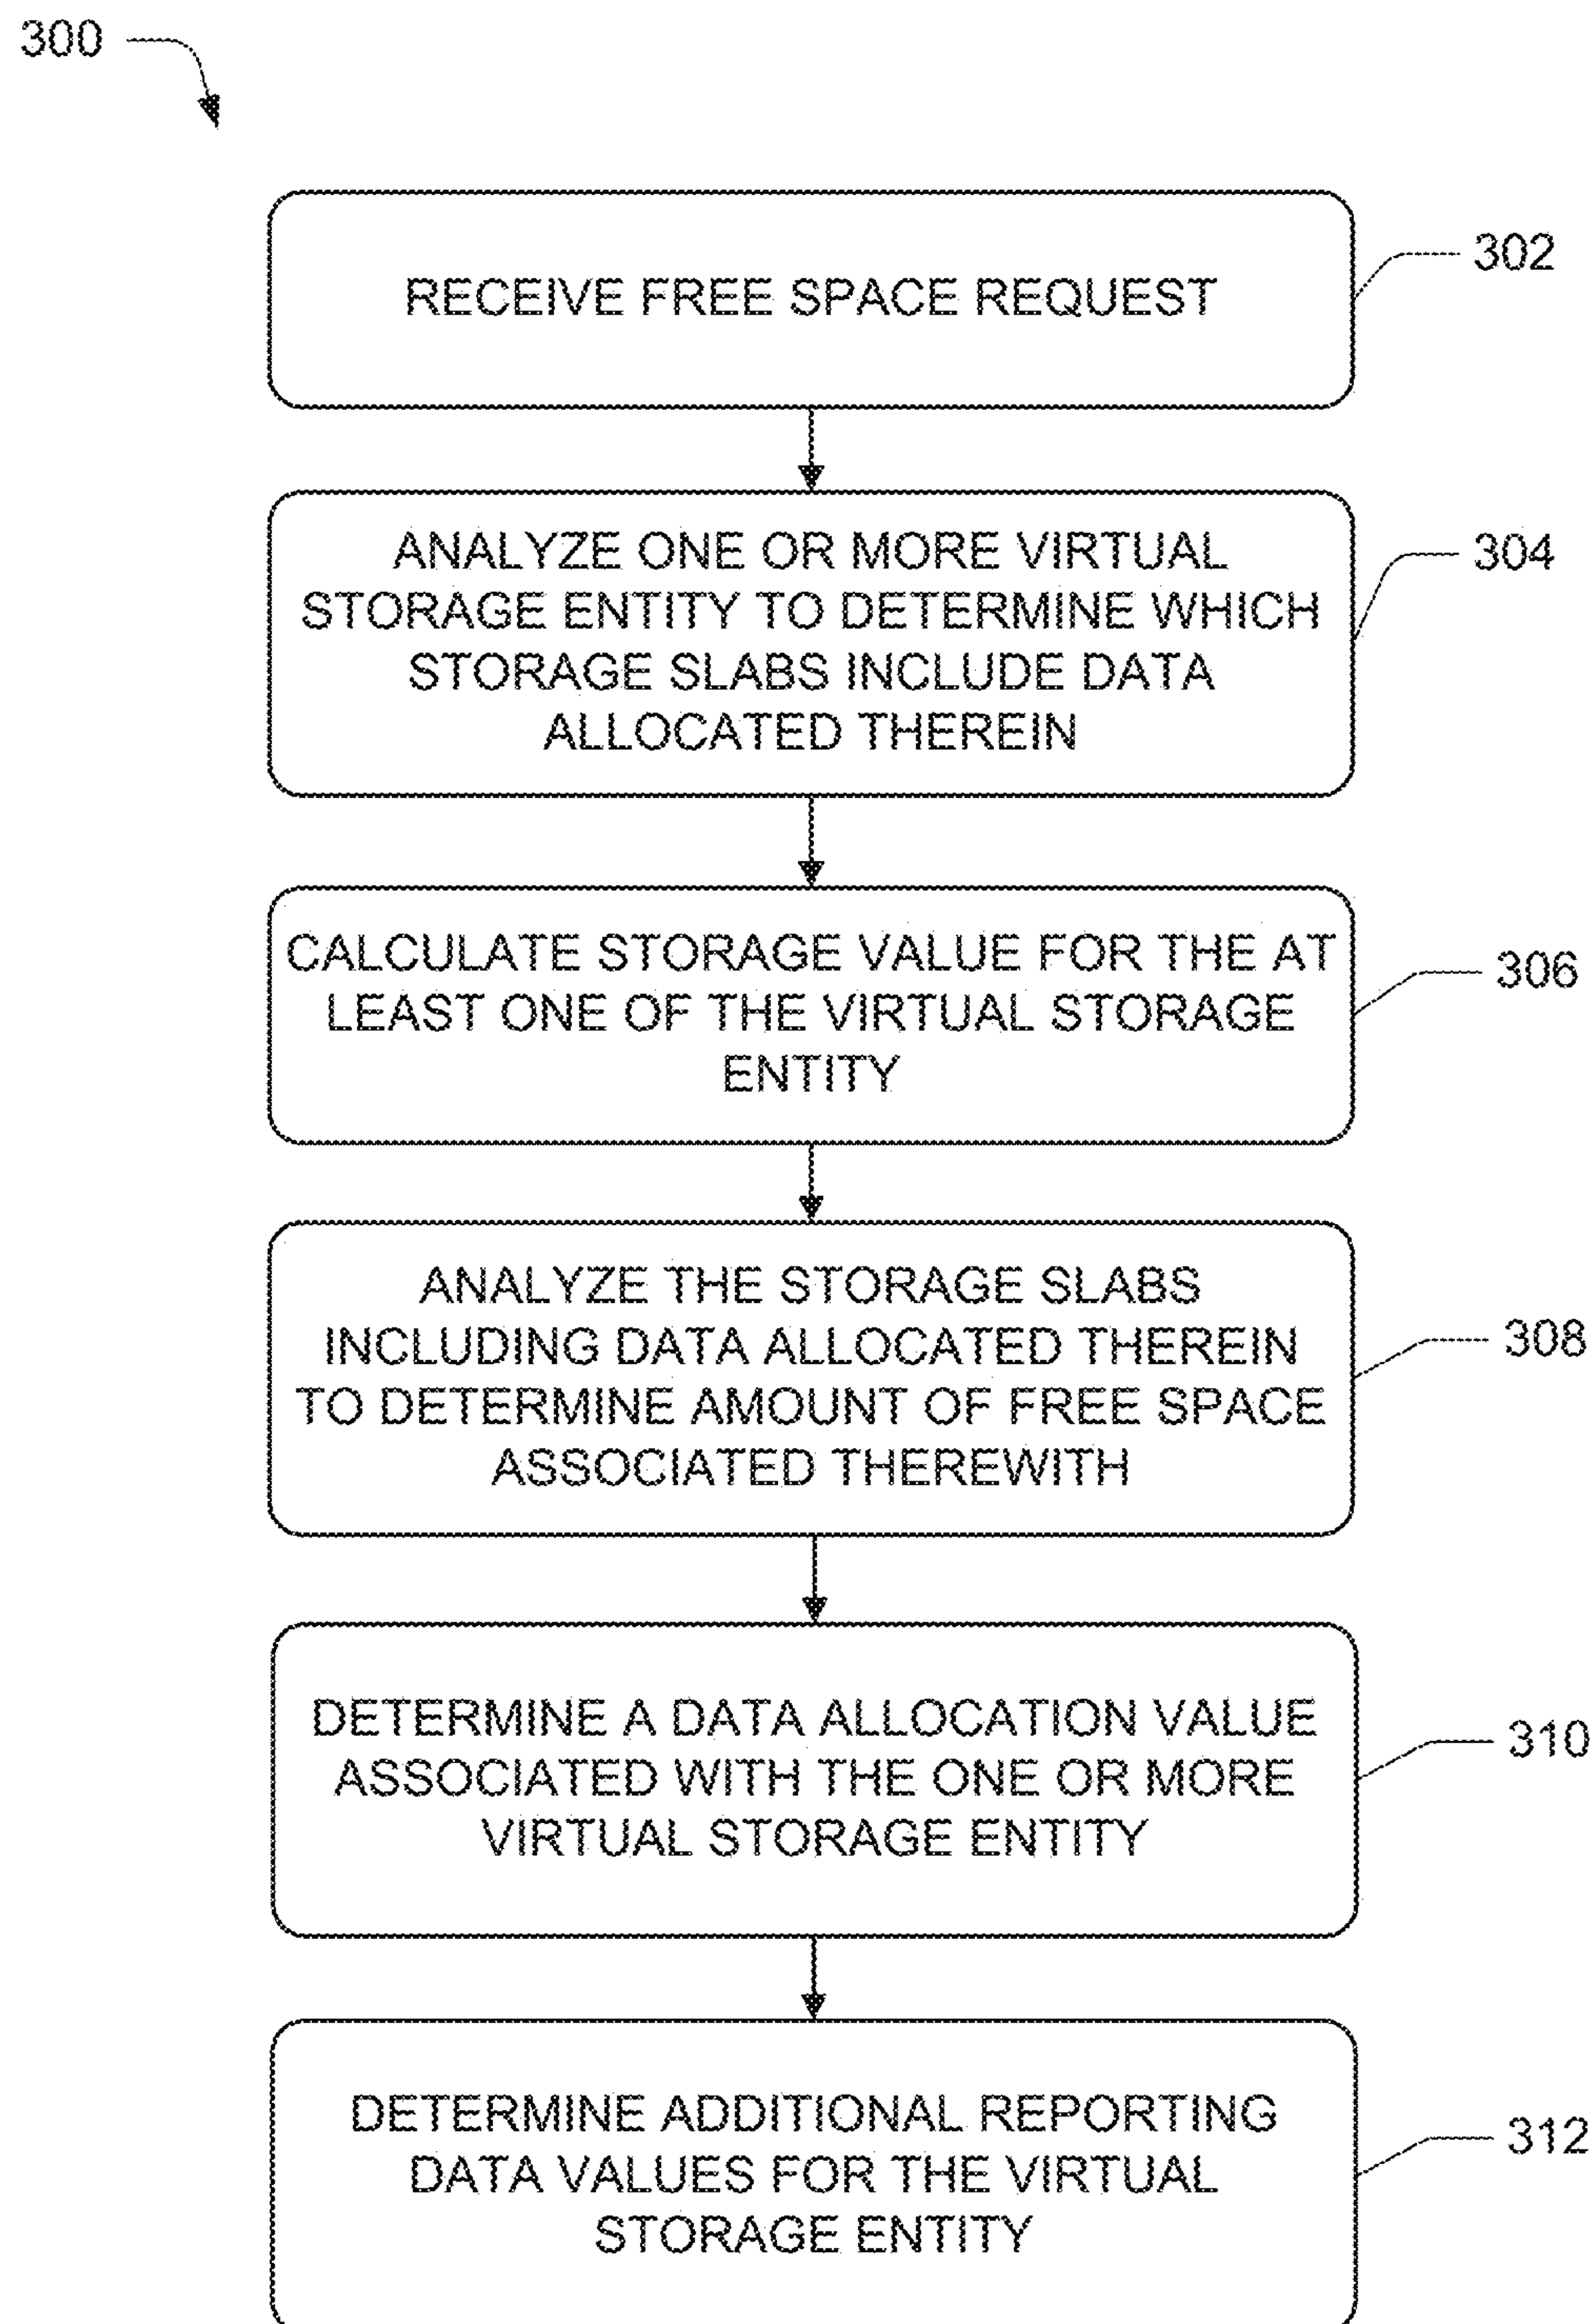 300
RECEIVE FREE SPACE REQUEST
302
ANALYZE ONE OR MORE VIRTUAL
STORAGE ENTITY TO DETERMINE WHICH
STORAGE SLABS INCLUDE DATA
ALLOCATED THEREIN
304
CALCULATE STORAGE VALUE FOR THE AT
LEAST ONE OF THE VIRTUAL STORAGE
ENTITY
306
ANALYZE THE STORAGE SLABS
INCLUDING DATA ALLOCATED THEREIN
TO DETERMINE AMOUNT OF FREE SPACE
ASSOCIATED THEREWITH
308
DETERMINE A DATA ALLOCATION VALUE
ASSOCIATED WITH THE ONE OR MORE
VIRTUAL STORAGE ENTITY
310
DETERMINE ADDITIONAL REPORTING
DATA VALUES FOR THE VIRTUAL
STORAGE ENTITY
312